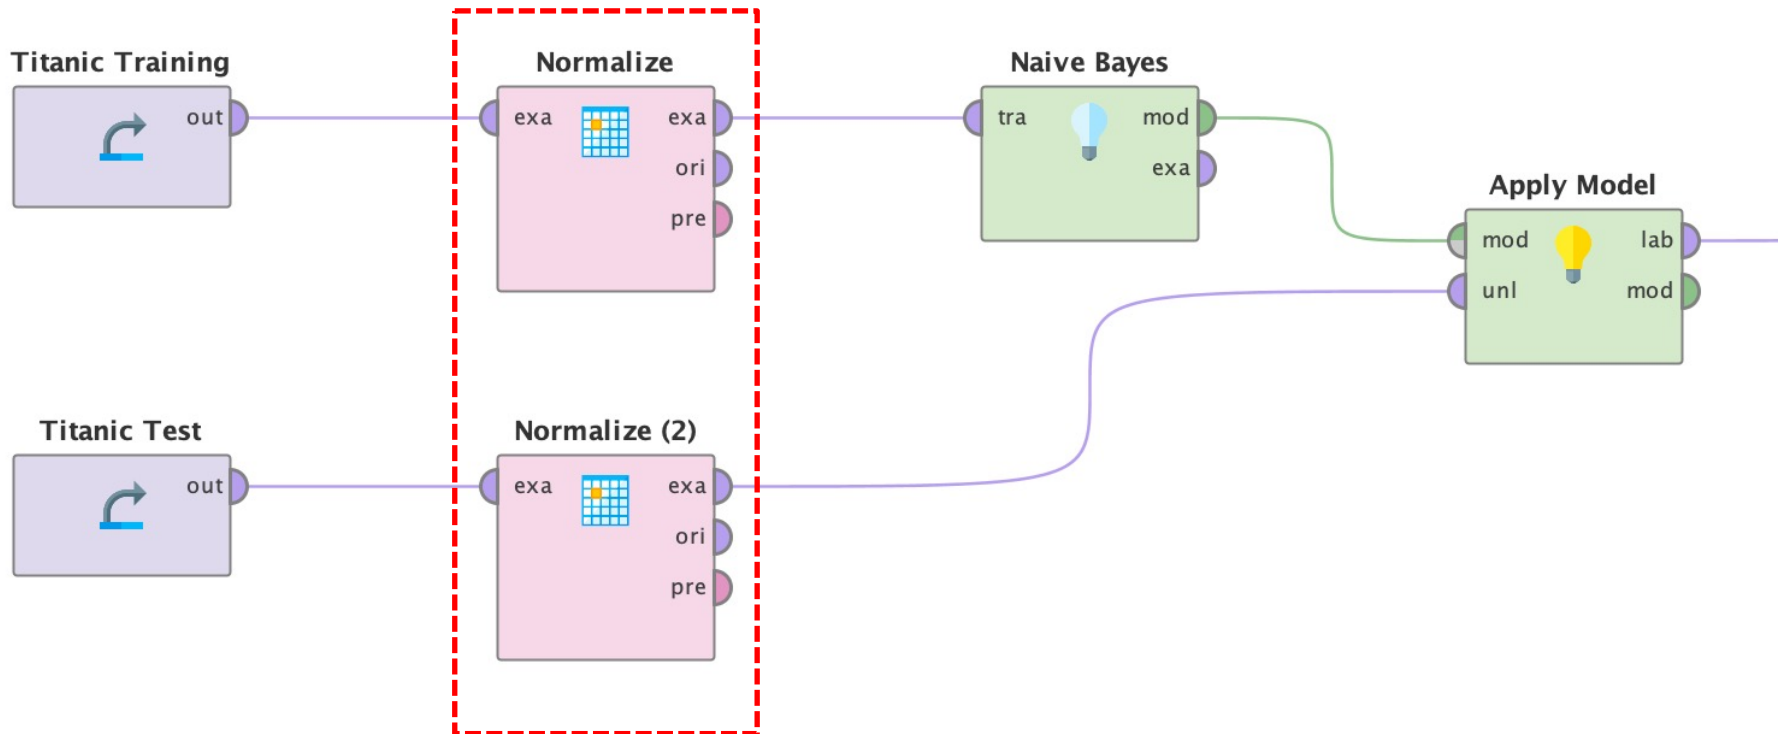 Titanic Training
out
Normalize
exa
exa
ori
pre
Naive Bayes
tra
mod
exa
Apply Model
mod
lab
unl
mod
Titanic Test
out
Normalize (2)
exa
exa
ori
pre